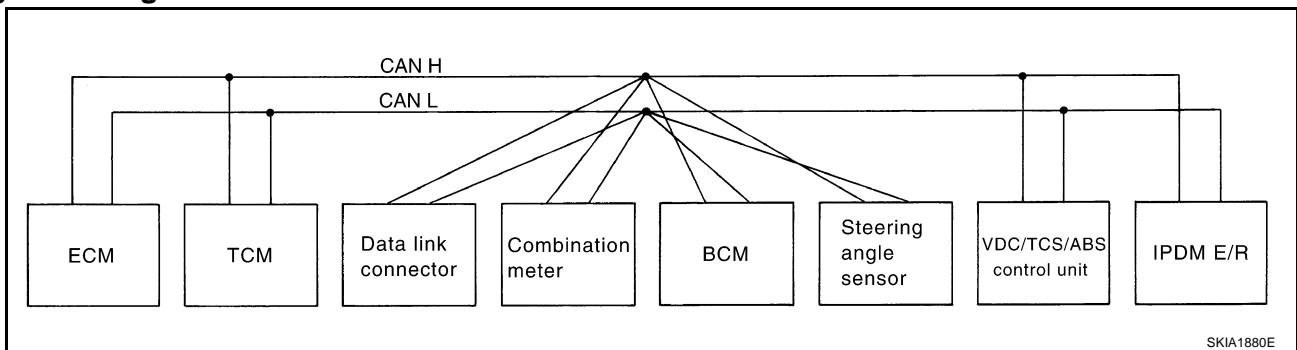 CAN H
CAN L
ECM
TCM
Data link
connector
Combination
meter
BCM
Steering
angle
sensor
VDC/TCS/ABS
control unit
IPDM E/R
SKIA1880E